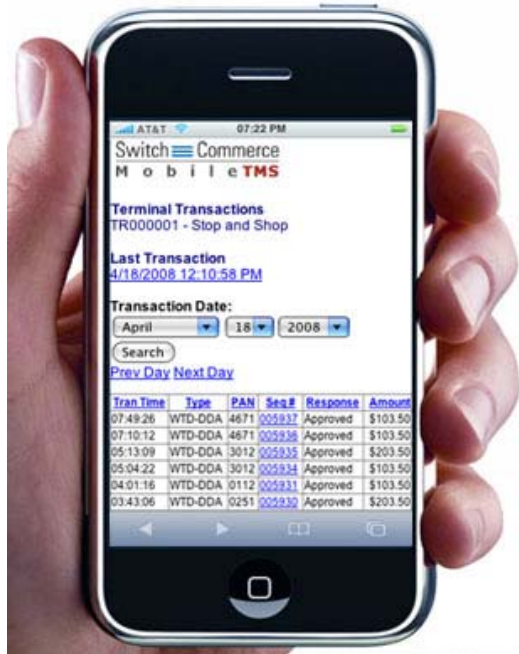 AT&T 07:22 PM
Switch Commerce
Mobile TMS
Terminal Transactions
TR000001 - Stop and Shop
Last Transaction
4/18/2008 12:10:58 PM
Transaction Date:
April 18 2008
Search
Prev Day Next Day
Tran Time Type PAN Seq # Response Amount
07:49:26 WTD-DDA 4671 005937 Approved $103.50
07:10:12 WTD-DDA 4671 005936 Approved $103.50
05:13:09 WTD-DDA 3012 005935 Approved $203.50
05:04:22 WTD-DDA 3012 005934 Approved $103.50
04:01:16 WTD-DDA 0112 005931 Approved $103.50
03:43:06 WTD-DDA 0251 005930 Approved $203.50